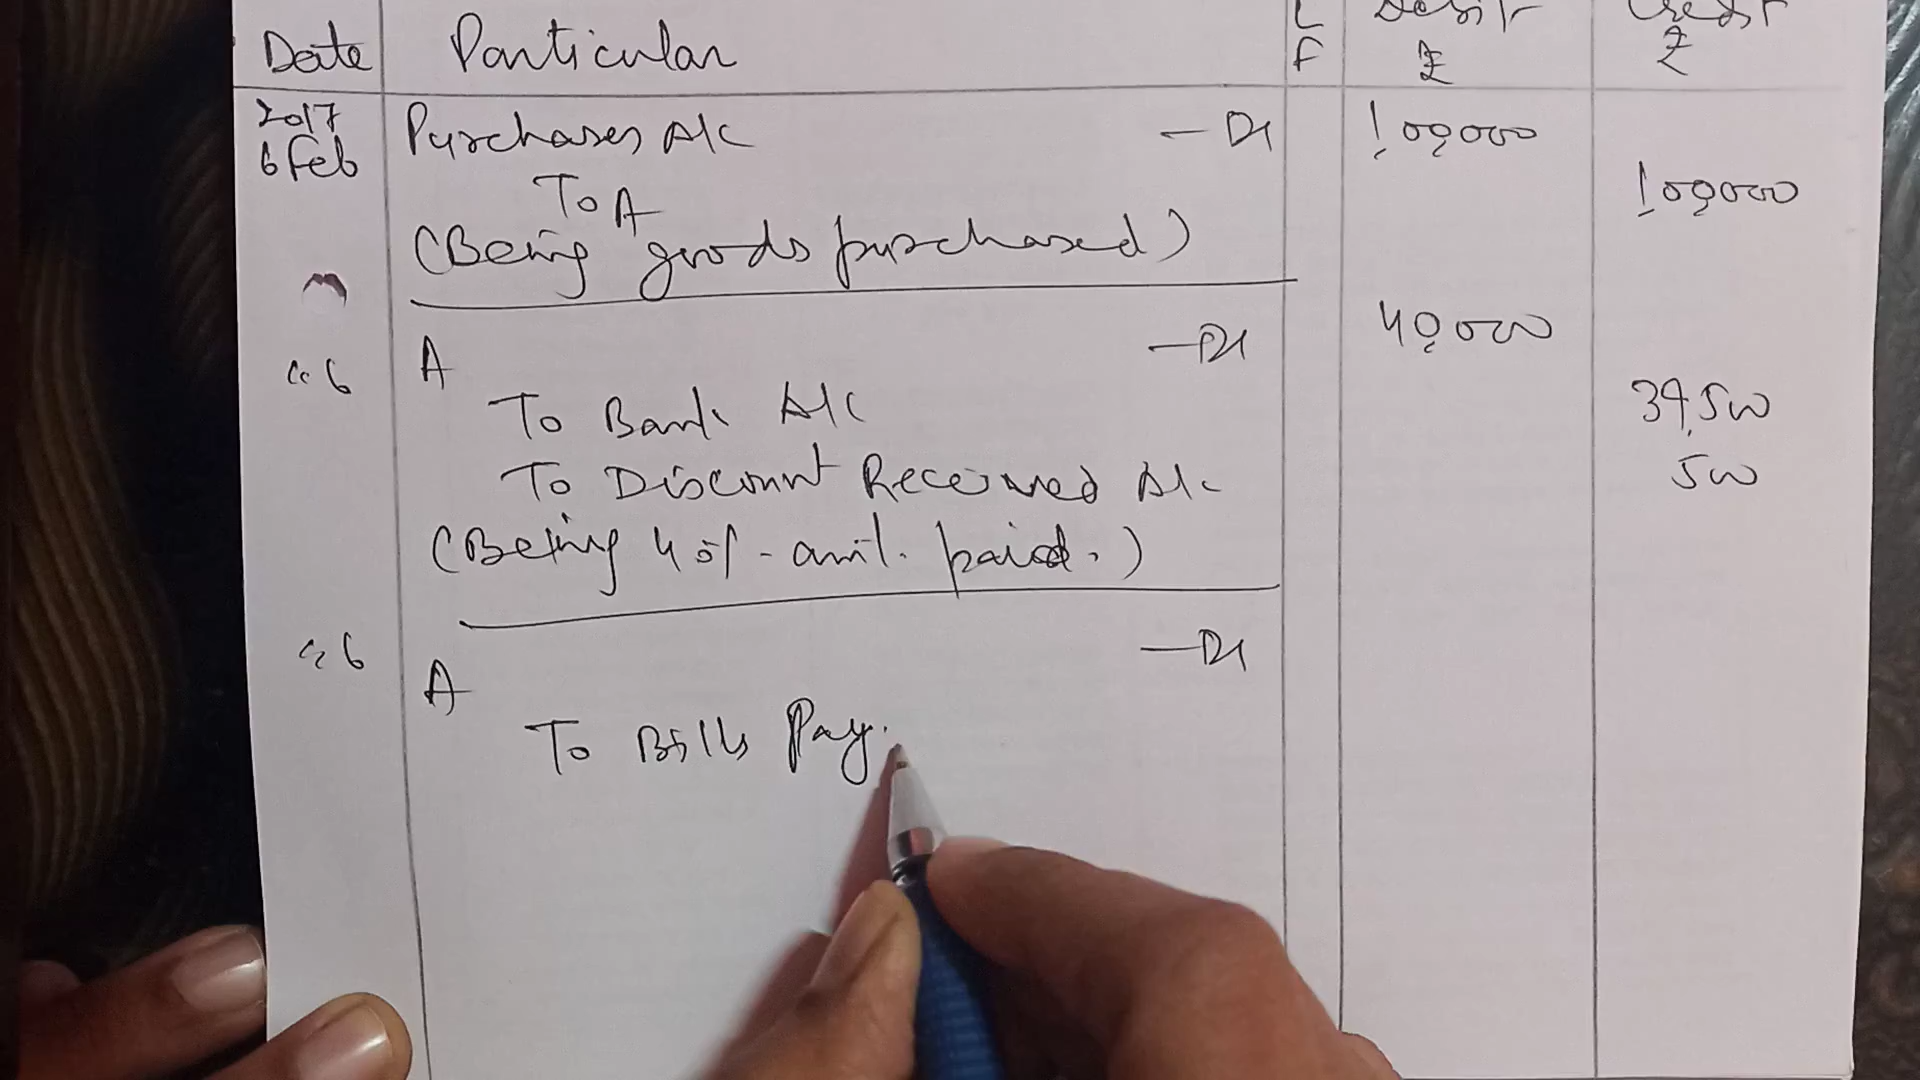 Date Particular L F Debit ₹ Credit ₹
2017
6 Feb Purchases A/c —Dr 1,00,000
To A 1,00,000
(Being goods purchased)
" 6 A —Dr 40,000
To Bank A/c 39,500
To Discount Received A/c 500
(Being 40% amt. paid.)
" 6 A —Dr
To Bills Pay